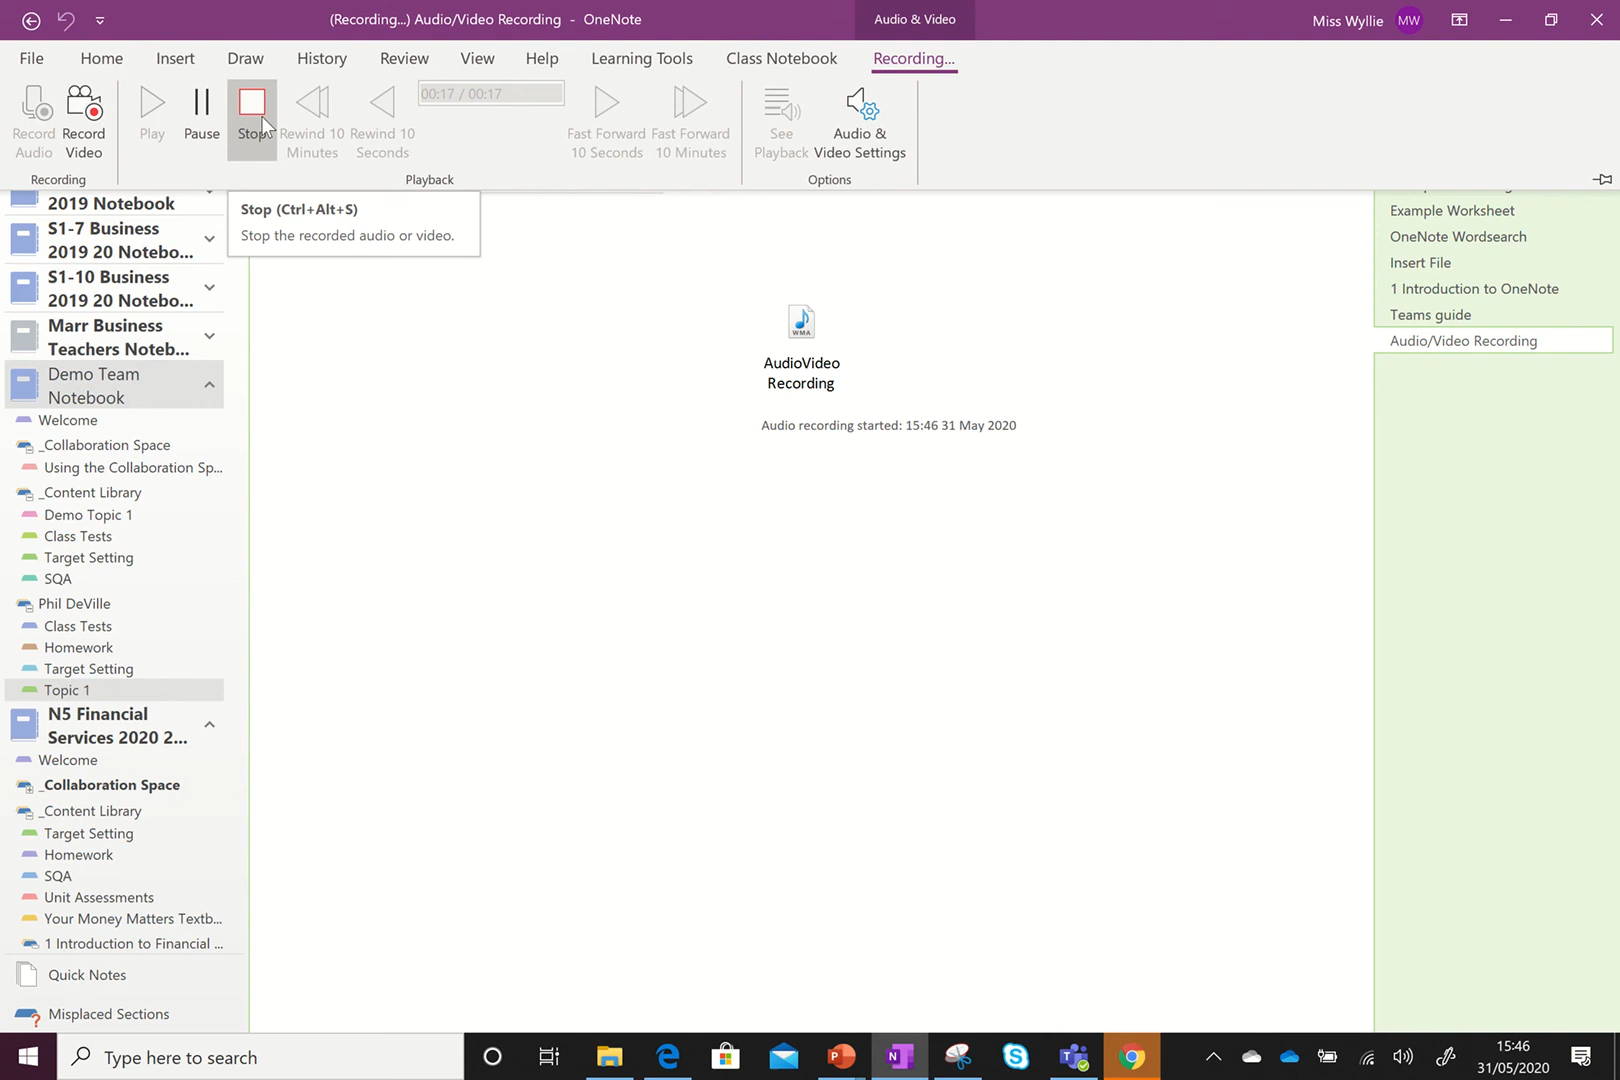 (Recording...) Audio/Video Recording - OneNote
Audio & Video
Miss Wyllie MW
File Home Insert Draw History Review View Help Learning Tools Class Notebook Recording...
Record Audio
Record Video
Play
Pause
Stop
Rewind 10 Minutes
Rewind 10 Seconds
00:17 / 00:17
Fast Forward 10 Seconds
Fast Forward 10 Minutes
See Playback
Audio & Video Settings
Recording
Playback
Options
Stop (Ctrl+Alt+S)
Stop the recorded audio or video.
2019 Notebook
S1-7 Business
2019 20 Notebo...
S1-10 Business
2019 20 Notebo...
Marr Business
Teachers Noteb...
Demo Team
Notebook
Welcome
_Collaboration Space
Using the Collaboration Sp...
_Content Library
Demo Topic 1
Class Tests
Target Setting
SQA
Phil DeVille
Class Tests
Homework
Target Setting
Topic 1
N5 Financial
Services 2020 2...
Welcome
_Collaboration Space
_Content Library
Target Setting
Homework
SQA
Unit Assessments
Your Money Matters Textb...
1 Introduction to Financial ...
Quick Notes
Misplaced Sections
WMA
AudioVideo
Recording
Audio recording started: 15:46 31 May 2020
Example Worksheet
OneNote Wordsearch
Insert File
1 Introduction to OneNote
Teams guide
Audio/Video Recording
Type here to search
15:46
31/05/2020